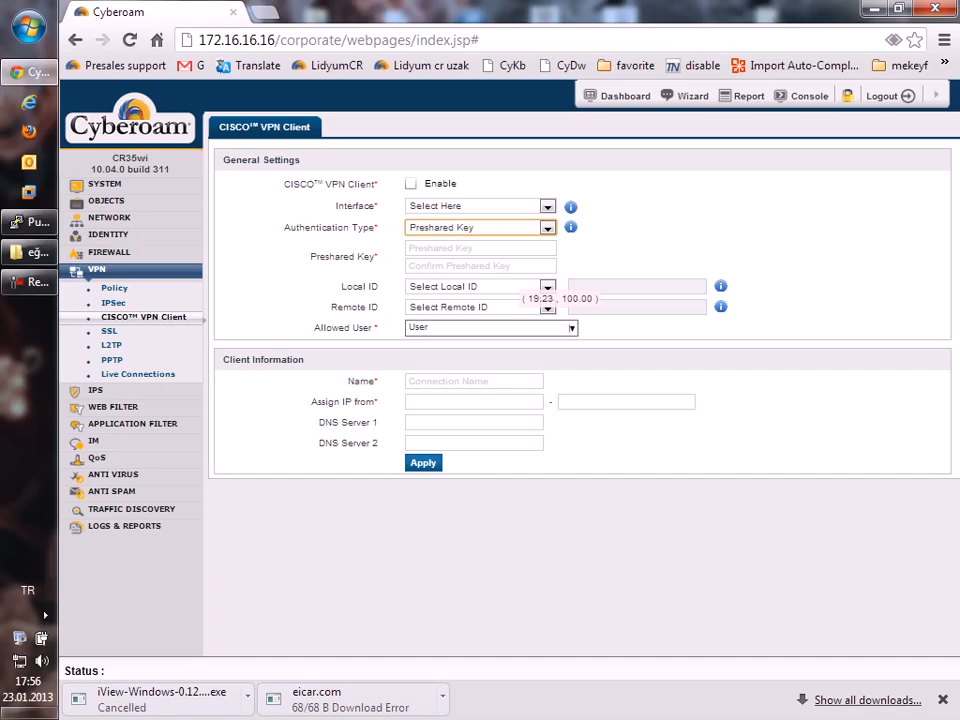 Cyberoam
172.16.16.16/corporate/webpages/index.jsp#
Presales support
G
Translate
LidyumCR
Lidyum cr uzak
CyKb
CyDw
favorite
disable
Import Auto-Compl...
mekeyf
»
Cy...
Pu...
eğ...
Re...
TR
17:56
23.01.2013
Cyberoam
Dashboard
Wizard
Report
Console
Logout
CR35wi
10.04.0 build 311
SYSTEM
OBJECTS
NETWORK
IDENTITY
FIREWALL
VPN
Policy
IPSec
CISCO™ VPN Client
SSL
L2TP
PPTP
Live Connections
IPS
WEB FILTER
APPLICATION FILTER
IM
QoS
ANTI VIRUS
ANTI SPAM
TRAFFIC DISCOVERY
LOGS & REPORTS
CISCO™ VPN Client
General Settings
CISCO™ VPN Client* Enable
Interface* Select Here
Authentication Type* Preshared Key
Preshared Key* Preshared Key
Confirm Preshared Key
Local ID Select Local ID
( 19:23 , 100.00 )
Remote ID Select Remote ID
Allowed User* User
Client Information
Name* Connection Name
Assign IP from* -
DNS Server 1
DNS Server 2
Apply
Status :
iView-Windows-0.12....exe
Cancelled
eicar.com
68/68 B Download Error
Show all downloads...